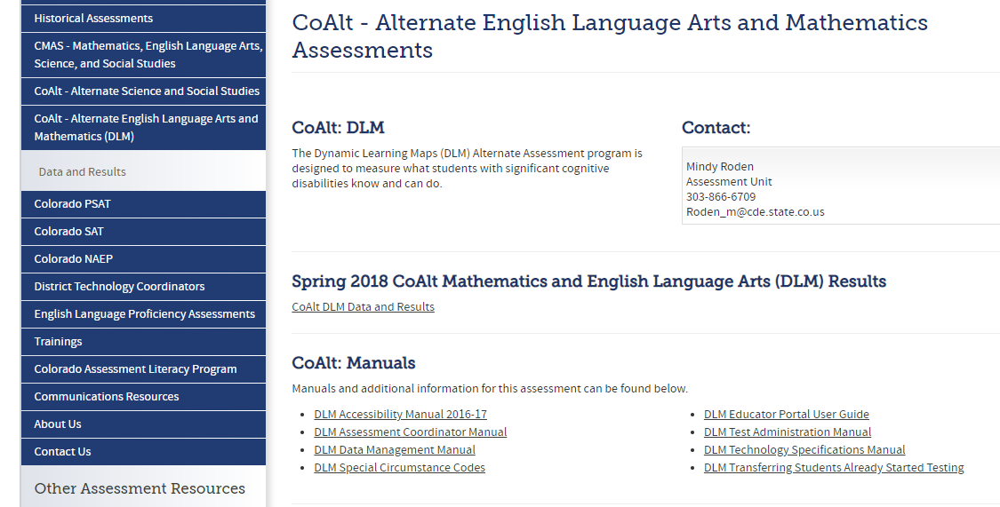 Historical Assessments
CMAS - Mathematics, English Language Arts,
Science, and Social Studies
CoAlt - Alternate Science and Social Studies
CoAlt - Alternate English Language Arts and
Mathematics (DLM)
Data and Results
Colorado PSAT
Colorado SAT
Colorado NAEP
District Technology Coordinators
English Language Proficiency Assessments
Trainings
Colorado Assessment Literacy Program
Communications Resources
About Us
Contact Us
Other Assessment Resources
CoAlt - Alternate English Language Arts and Mathematics
Assessments
CoAlt: DLM
The Dynamic Learning Maps (DLM) Alternate Assessment program is
designed to measure what students with significant cognitive
disabilities know and can do.
Contact:
Mindy Roden
Assessment Unit
303-866-6709
Roden_m@cde.state.co.us
Spring 2018 CoAlt Mathematics and English Language Arts (DLM) Results
CoAlt DLM Data and Results
CoAlt: Manuals
Manuals and additional information for this assessment can be found below.
• DLM Accessibility Manual 2016-17
• DLM Assessment Coordinator Manual
• DLM Data Management Manual
• DLM Special Circumstance Codes
• DLM Educator Portal User Guide
• DLM Test Administration Manual
• DLM Technology Specifications Manual
• DLM Transferring Students Already Started Testing